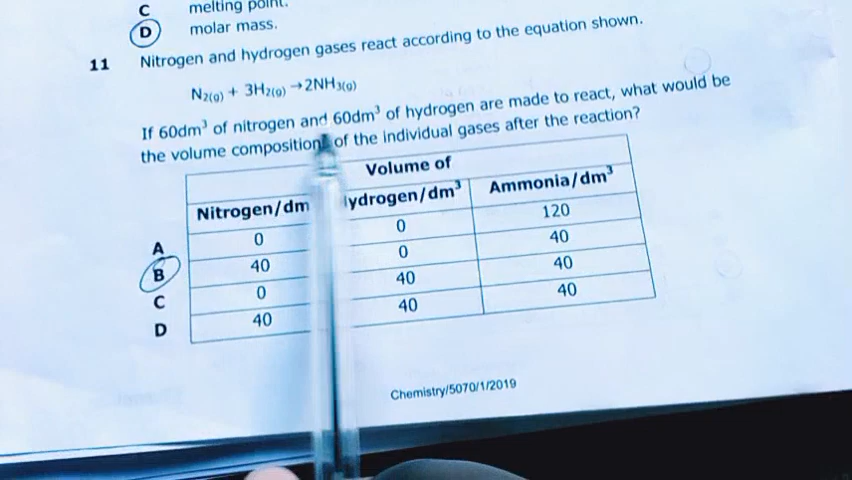 C melting point.
D molar mass.
11 Nitrogen and hydrogen gases react according to the equation shown.
N2(g) + 3H2(g) → 2NH3(g)
If 60dm³ of nitrogen and 60dm³ of hydrogen are made to react, what would be
the volume composition of the individual gases after the reaction?
Volume of
Nitrogen/dm ydrogen/dm³ Ammonia/dm³
A 0 0 120
B 40 0 40
C 0 40 40
D 40 40 40
Chemistry/5070/1/2019